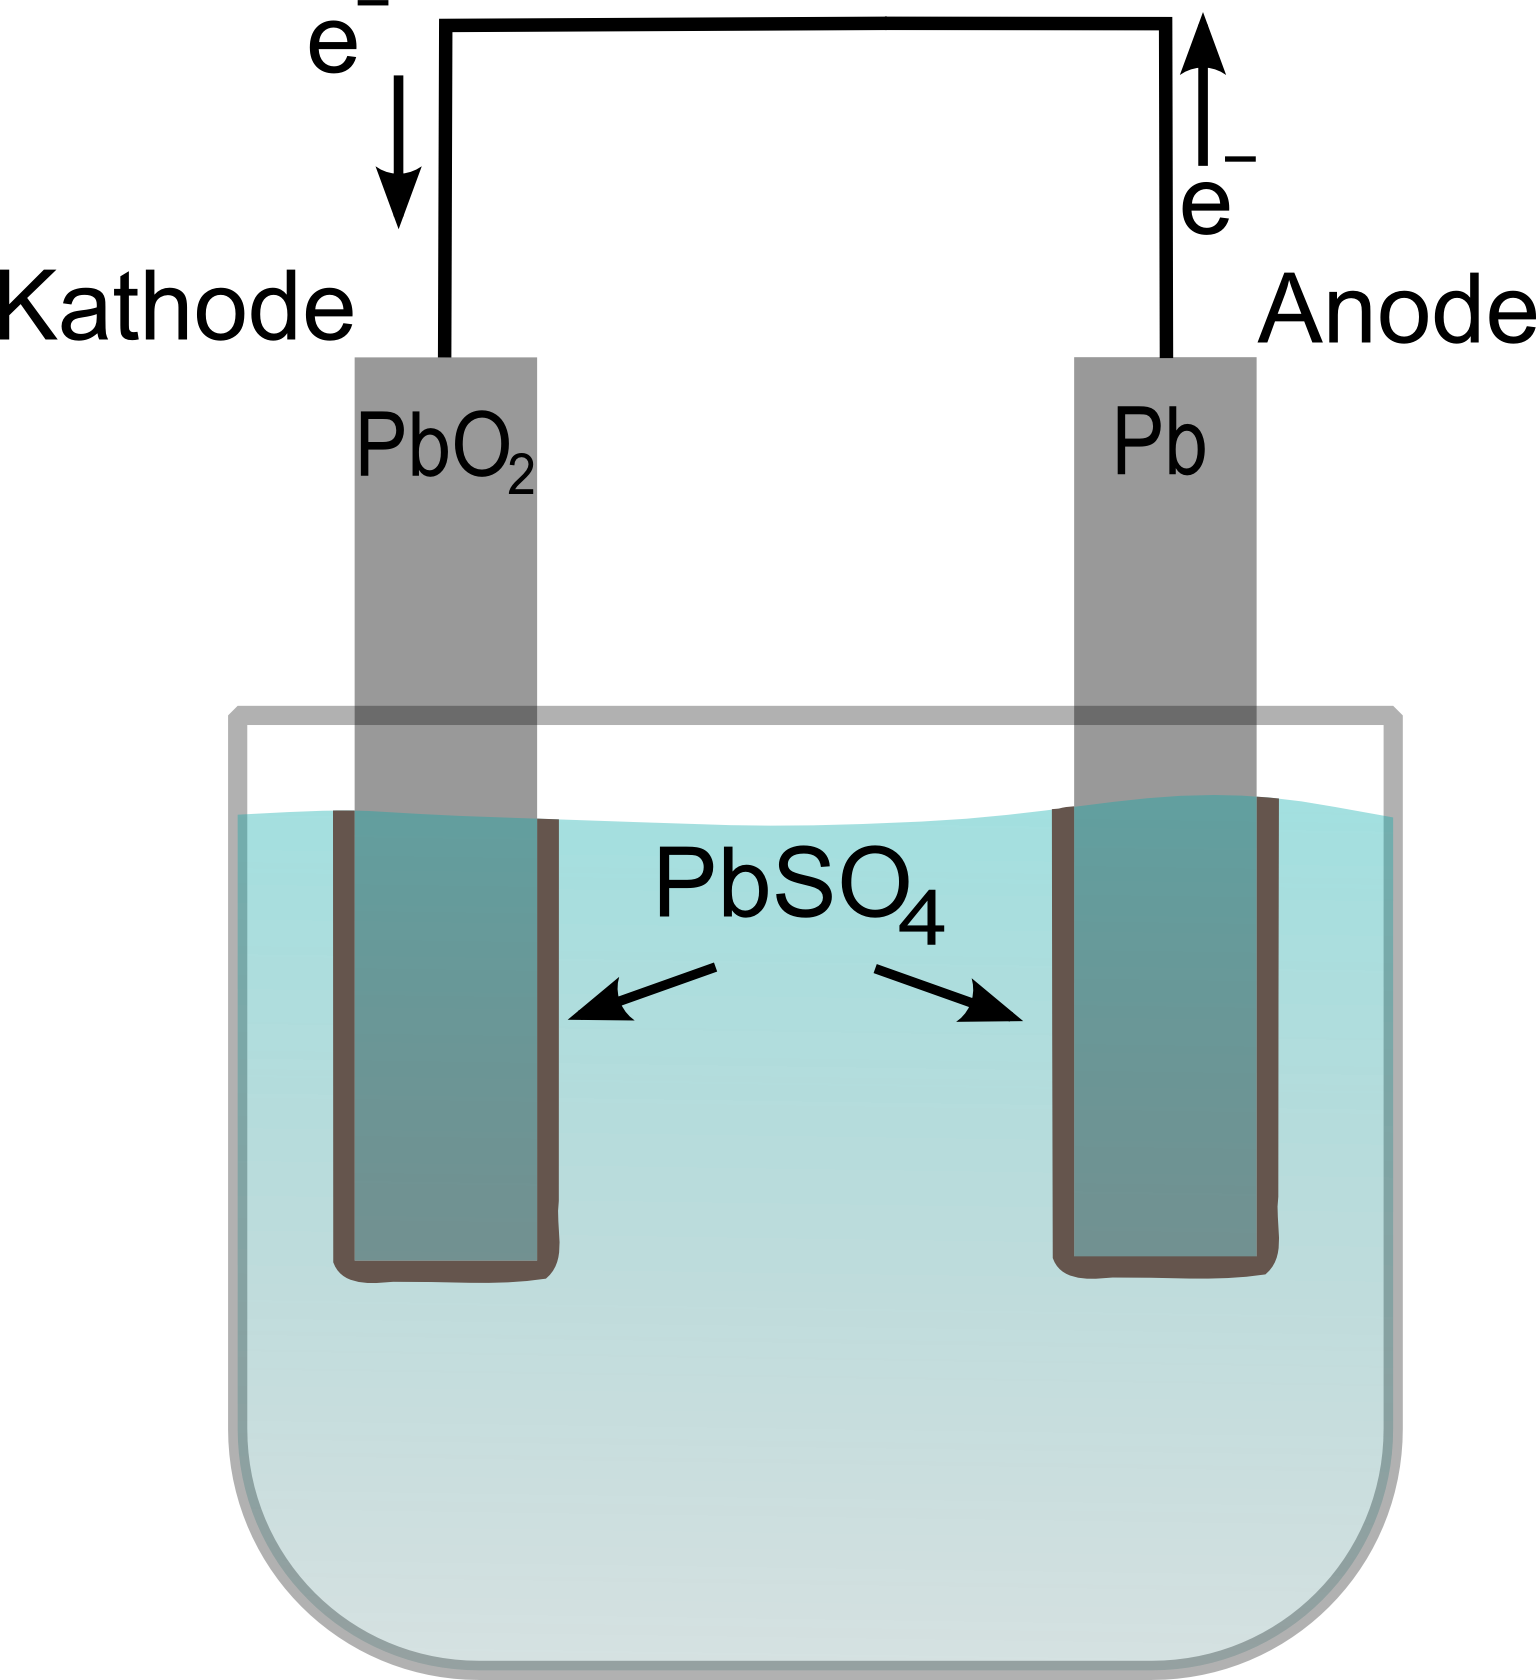 e⁻
e⁻
Kathode
Anode
PbO₂
Pb
PbSO₄